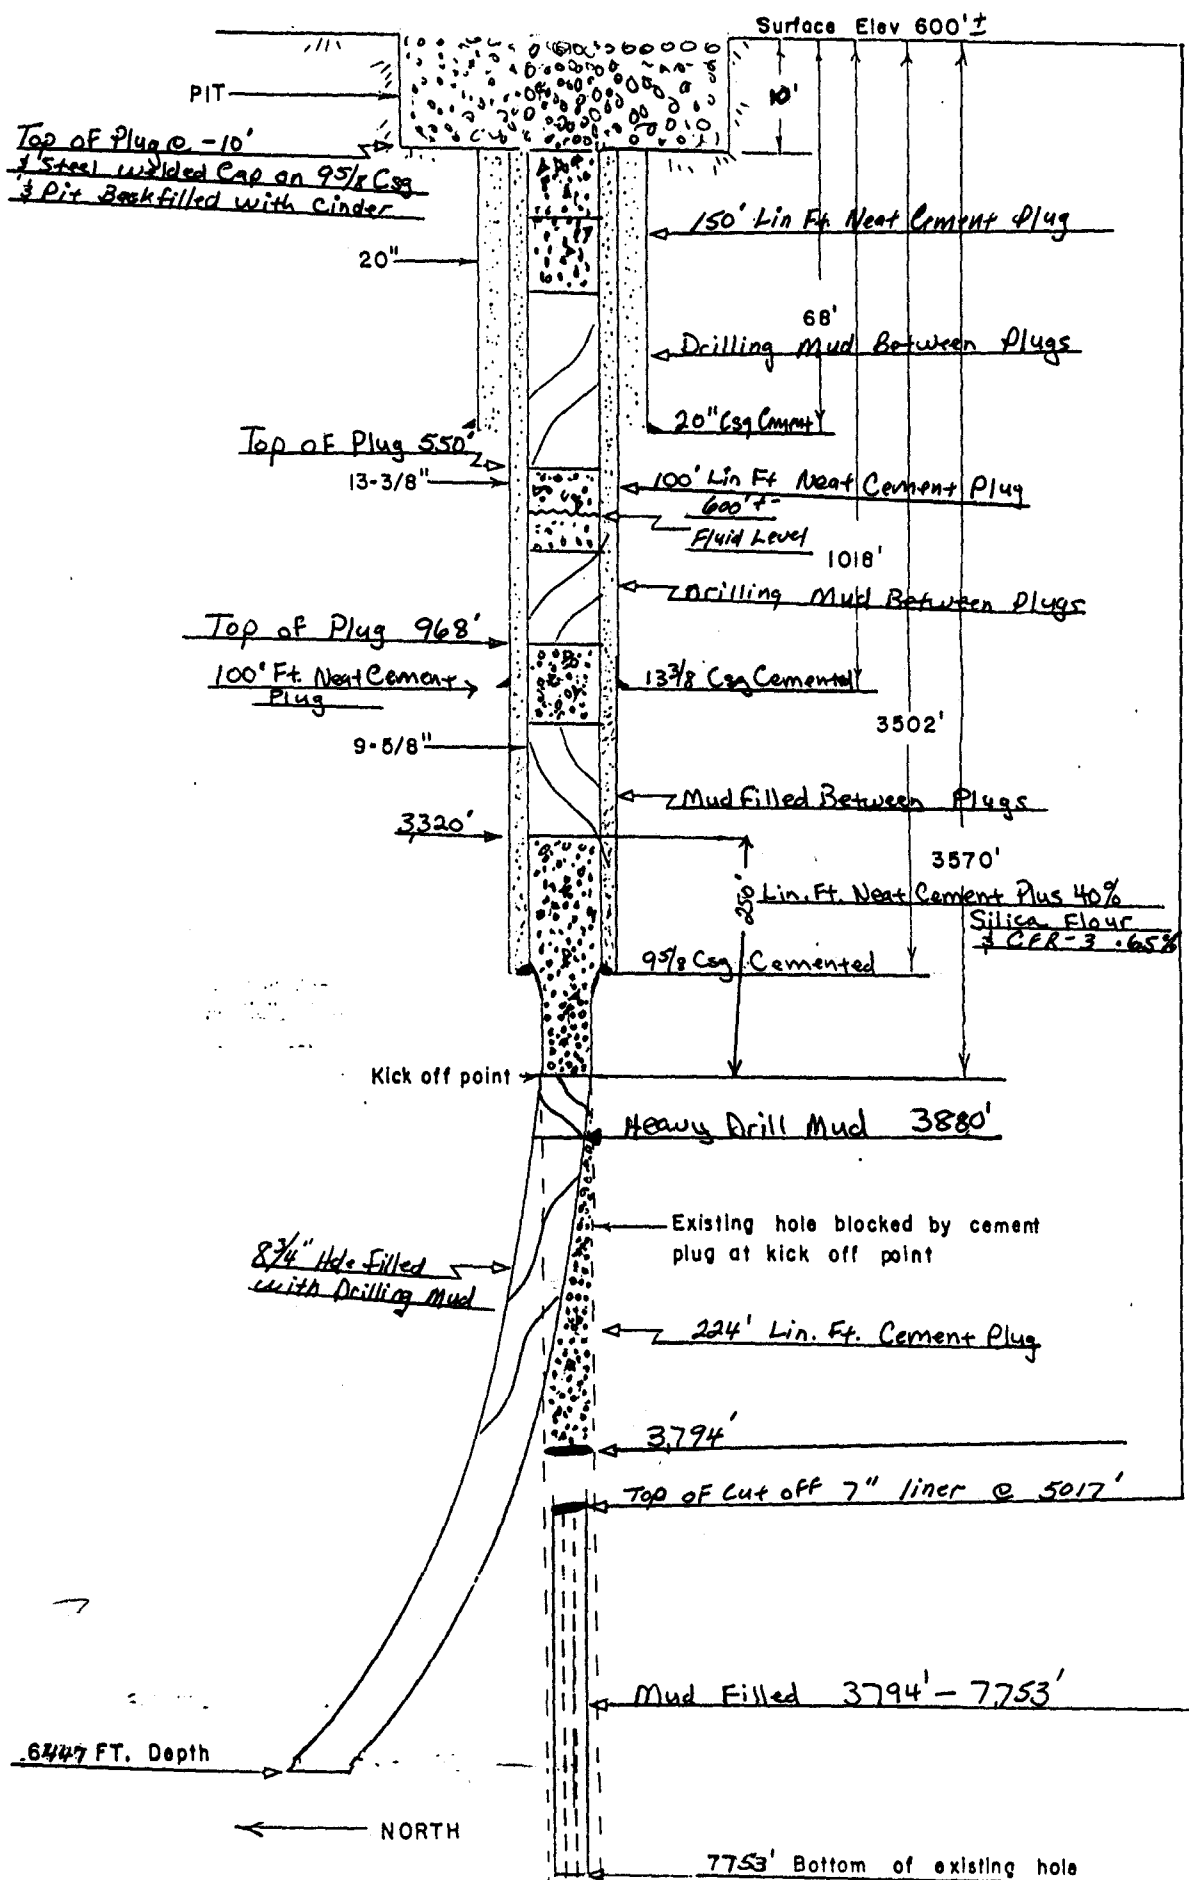 Surface Elev 600'±
PIT
10'
Top of Plug @ -10'
& Steel welded Cap on 9 5/8 Csg
& Pit Backfilled with Cinder
150' Lin Ft. Neat Cement Plug
20"
68'
Drilling Mud Between Plugs
20" Csg Cmmt
Top of Plug 550'
13-3/8"
100' Lin Ft Neat Cement Plug
600' ±
Fluid Level
1018'
Drilling Mud Between Plugs
Top of Plug 968'
100' Ft. Neat Cement
Plug
13 3/8 Csg Cemented
3502'
9-5/8"
Mud Filled Between Plugs
3,320'
3570'
250'
Lin. Ft. Neat Cement Plus 40%
Silica Flour
& CFR-3 .65%
9 5/8 Csg Cemented
Kick off point
Heavy Drill Mud 3880'
Existing hole blocked by cement
plug at kick off point
8 3/4" Hole Filled
with Drilling Mud
224' Lin. Ft. Cement Plug
3,794'
Top of Cut off 7" liner @ 5017'
Mud Filled 3794' - 7,753'
FT. Depth
NORTH
7753' Bottom of existing hole